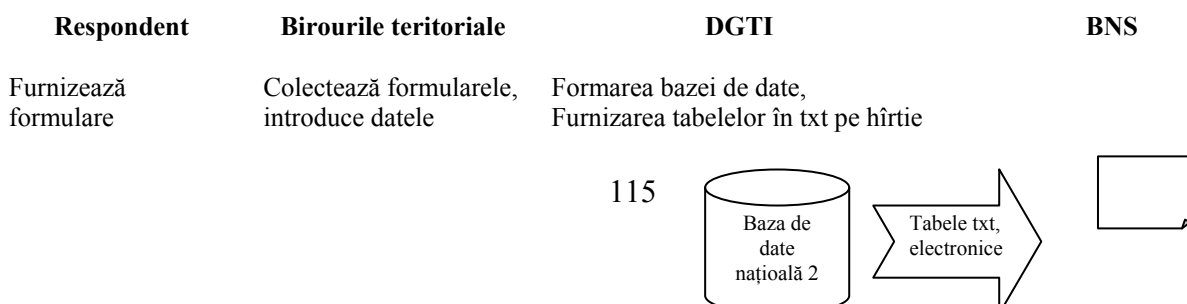 Respondent Birourile teritoriale DGTI BNS
Furnizează Colectează formularele, Formarea bazei de date,
formulare introduce datele Furnizarea tabelelor în txt pe hîrtie
115
Baza de
date
națioală 2
Tabele txt,
electronice